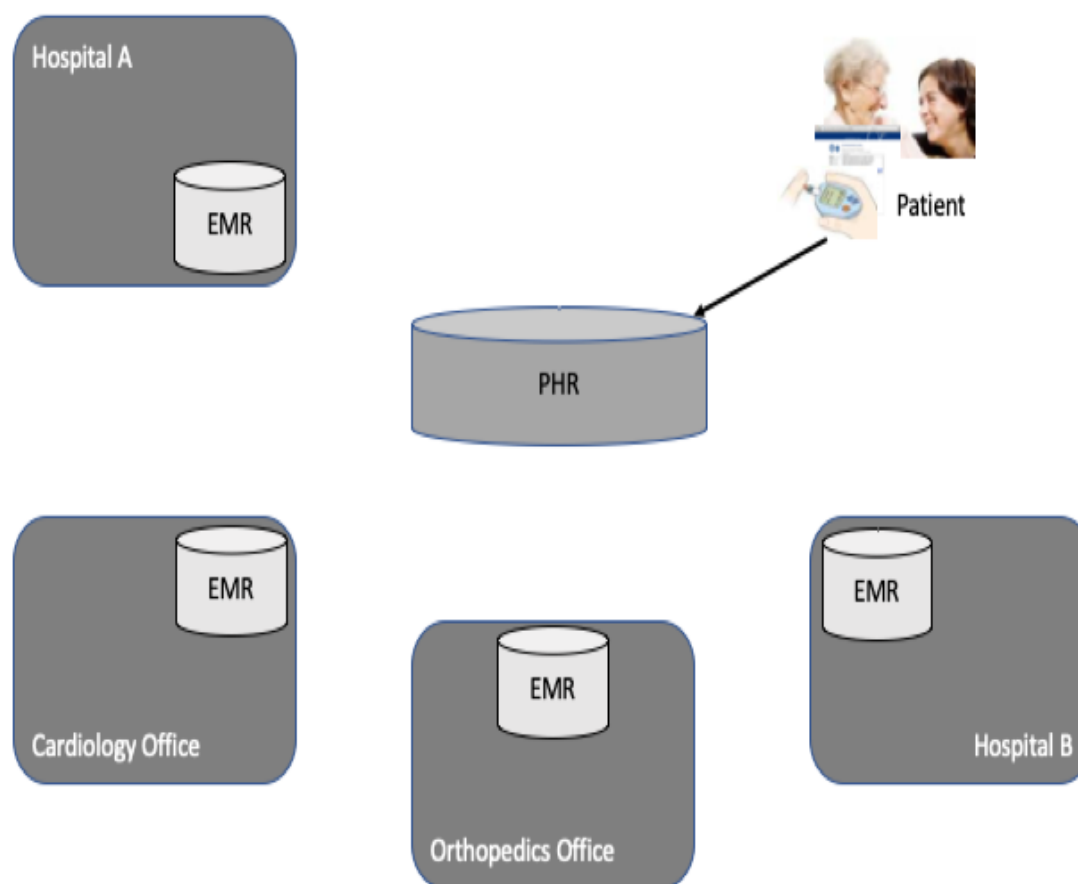 Hospital A
EMR
Patient
PHR
EMR
Cardiology Office
EMR
Orthopedics Office
EMR
Hospital B